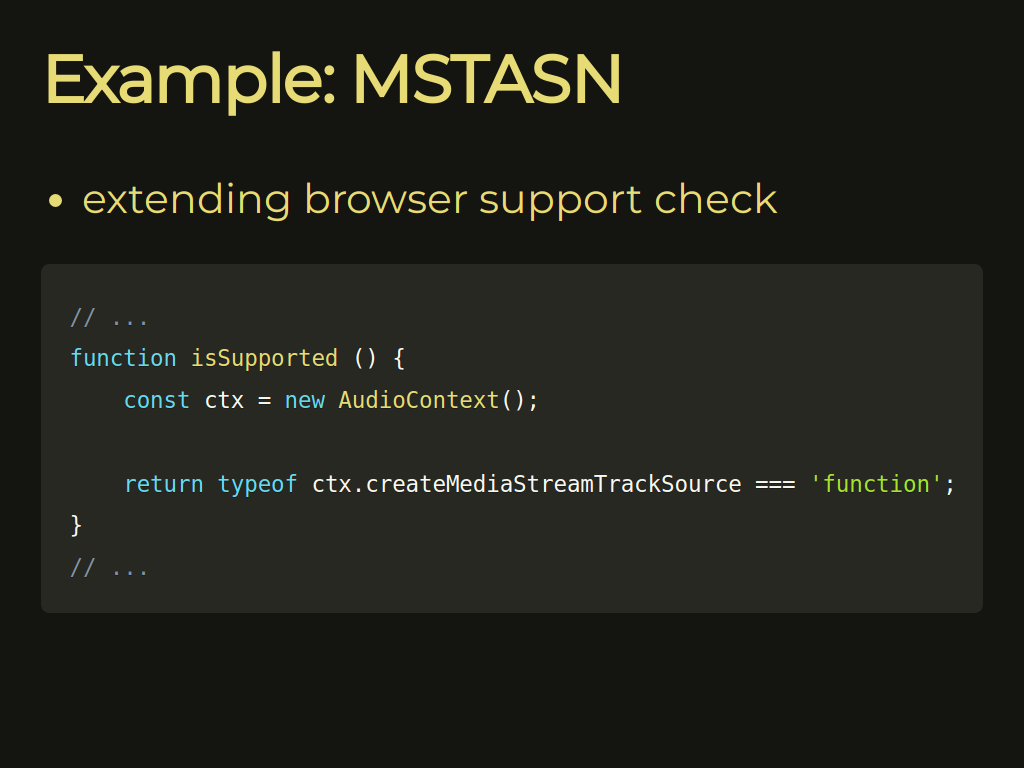 Example: MSTASN
• extending browser support check
// ...
function isSupported () {
    const ctx = new AudioContext();

    return typeof ctx.createMediaStreamTrackSource === 'function';
}
// ...